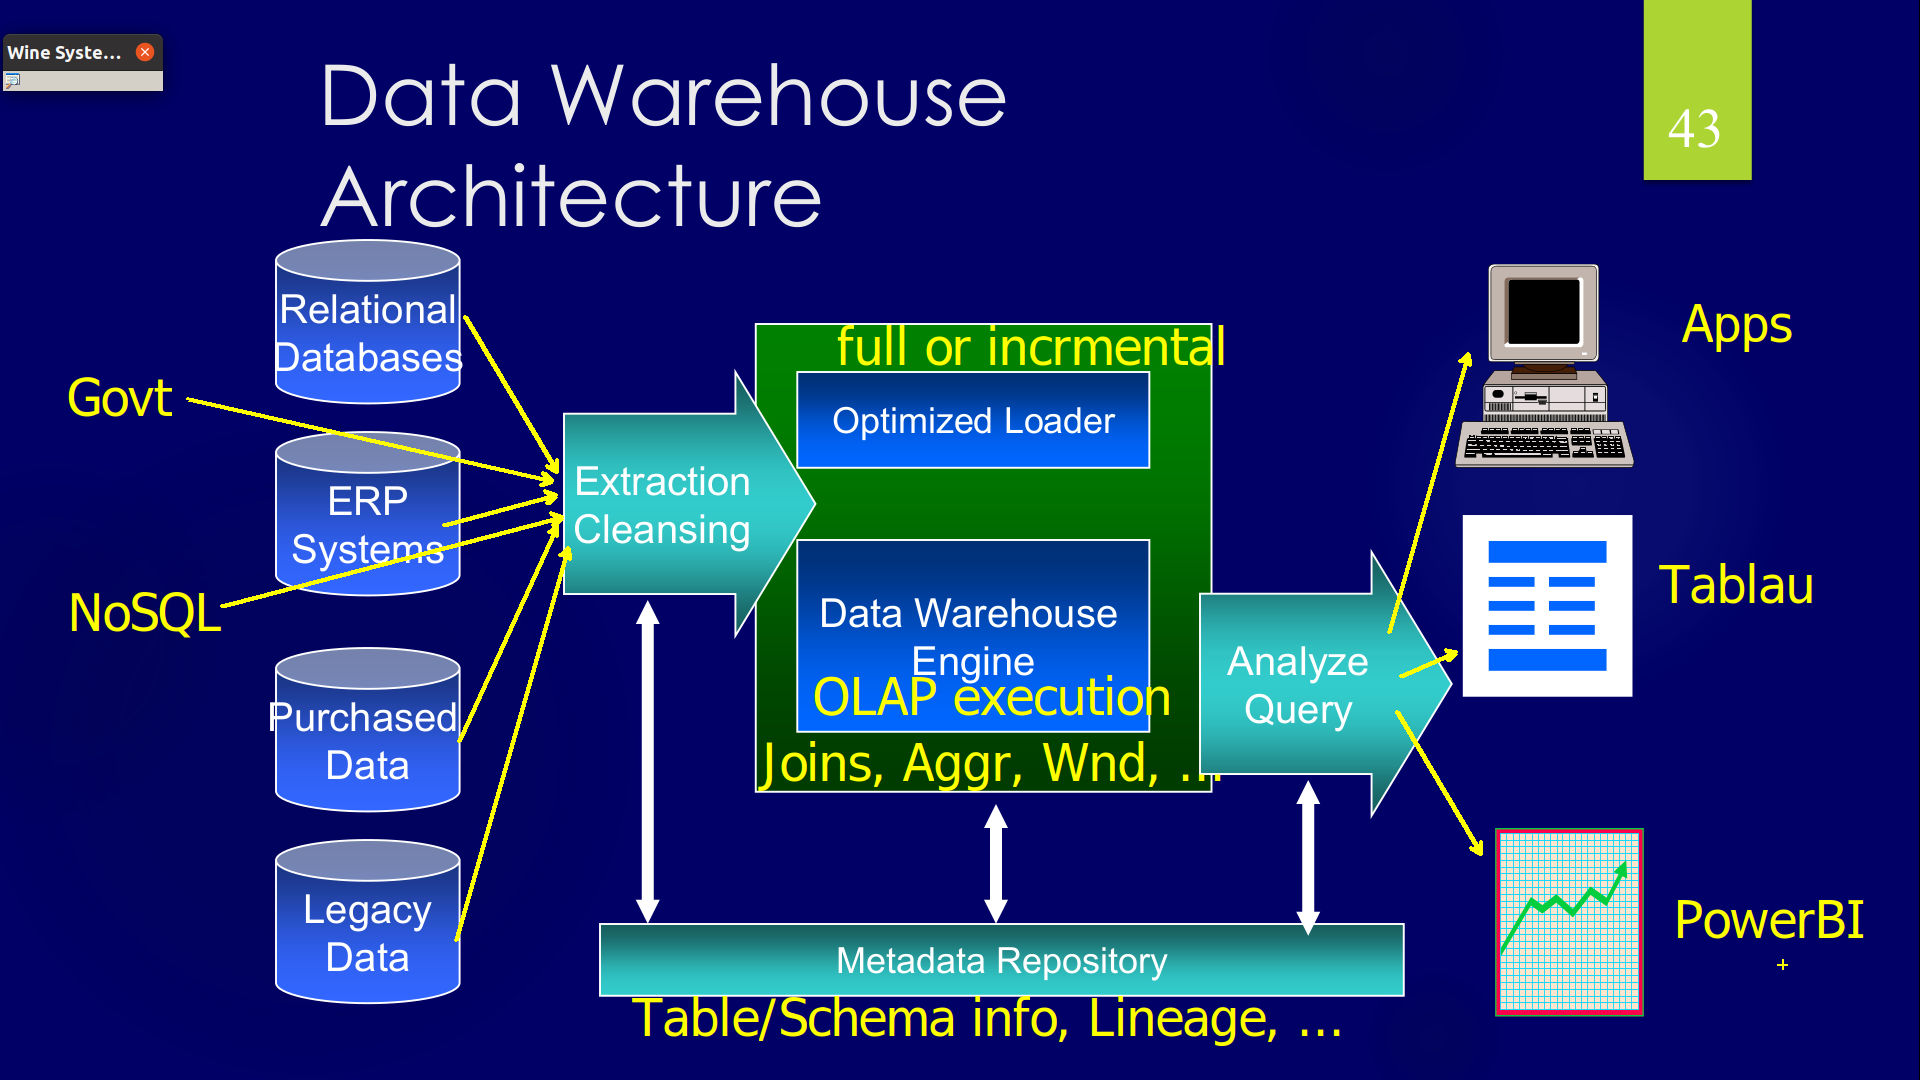 Wine Syste...
Data Warehouse
Architecture
43
Relational
Databases
Govt
ERP
Systems
NoSQL
Purchased
Data
Legacy
Data
Extraction
Cleansing
full or incrmental
Optimized Loader
Data Warehouse
Engine
OLAP execution
Joins, Aggr, Wnd, ...
Analyze
Query
Apps
Tablau
PowerBI
Metadata Repository
Table/Schema info, Lineage, ...